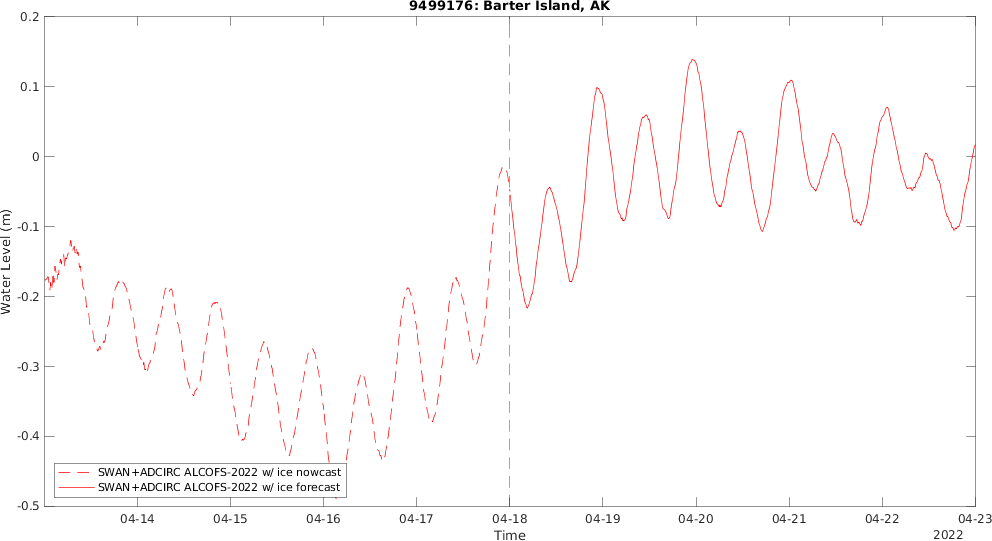 9499176: Barter Island, AK
0.2
0.1
0
-0.1
-0.2
-0.3
-0.4
-0.5
Water Level (m)
SWAN+ADCIRC ALCOFS-2022 w/ ice nowcast
SWAN+ADCIRC ALCOFS-2022 w/ ice forecast
04-14 04-15 04-16 04-17 04-18 04-19 04-20 04-21 04-22 04-23
Time
2022